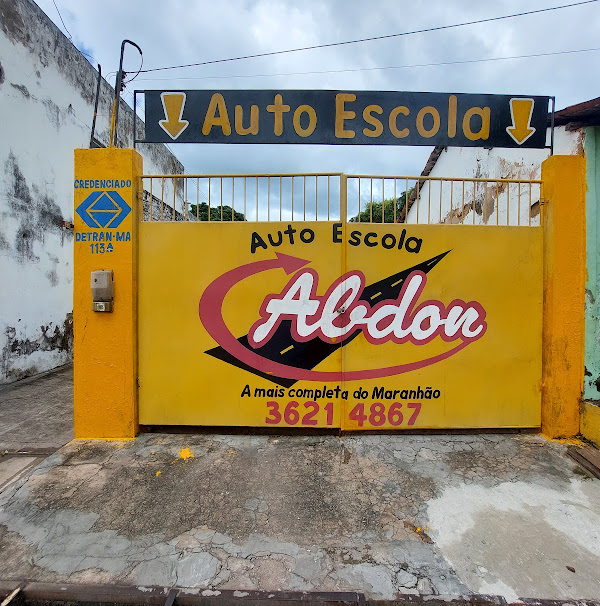 Auto Escola
CREDENCIADO
DETRAN-MA
113A
Auto Escola
Abdon
A mais completa do Maranhão
3621 4867